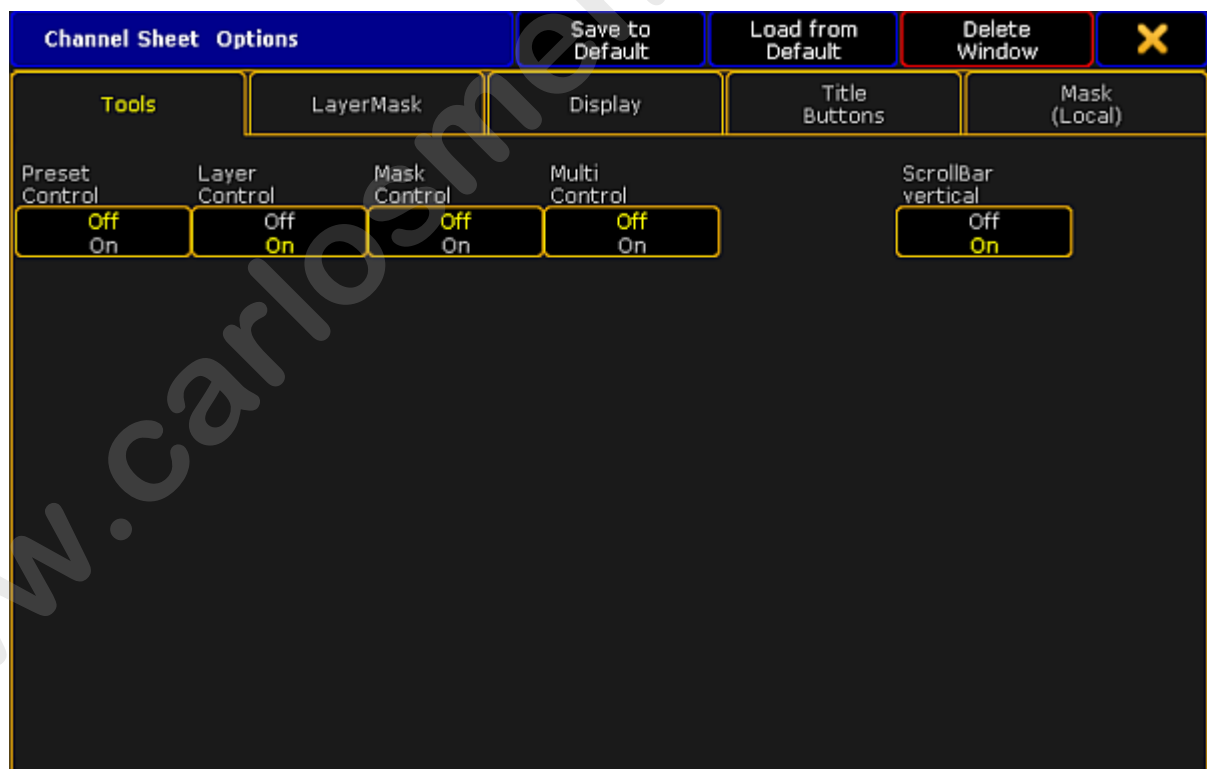 Channel Sheet Options
Save to
Default
Load from
Default
Delete
Window
Tools
LayerMask
Display
Title
Buttons
Mask
(Local)
Preset
Control
Layer
Control
Mask
Control
Multi
Control
ScrollBar
vertical
Off
On
Off
On
Off
On
Off
On
Off
On
w.carlosme